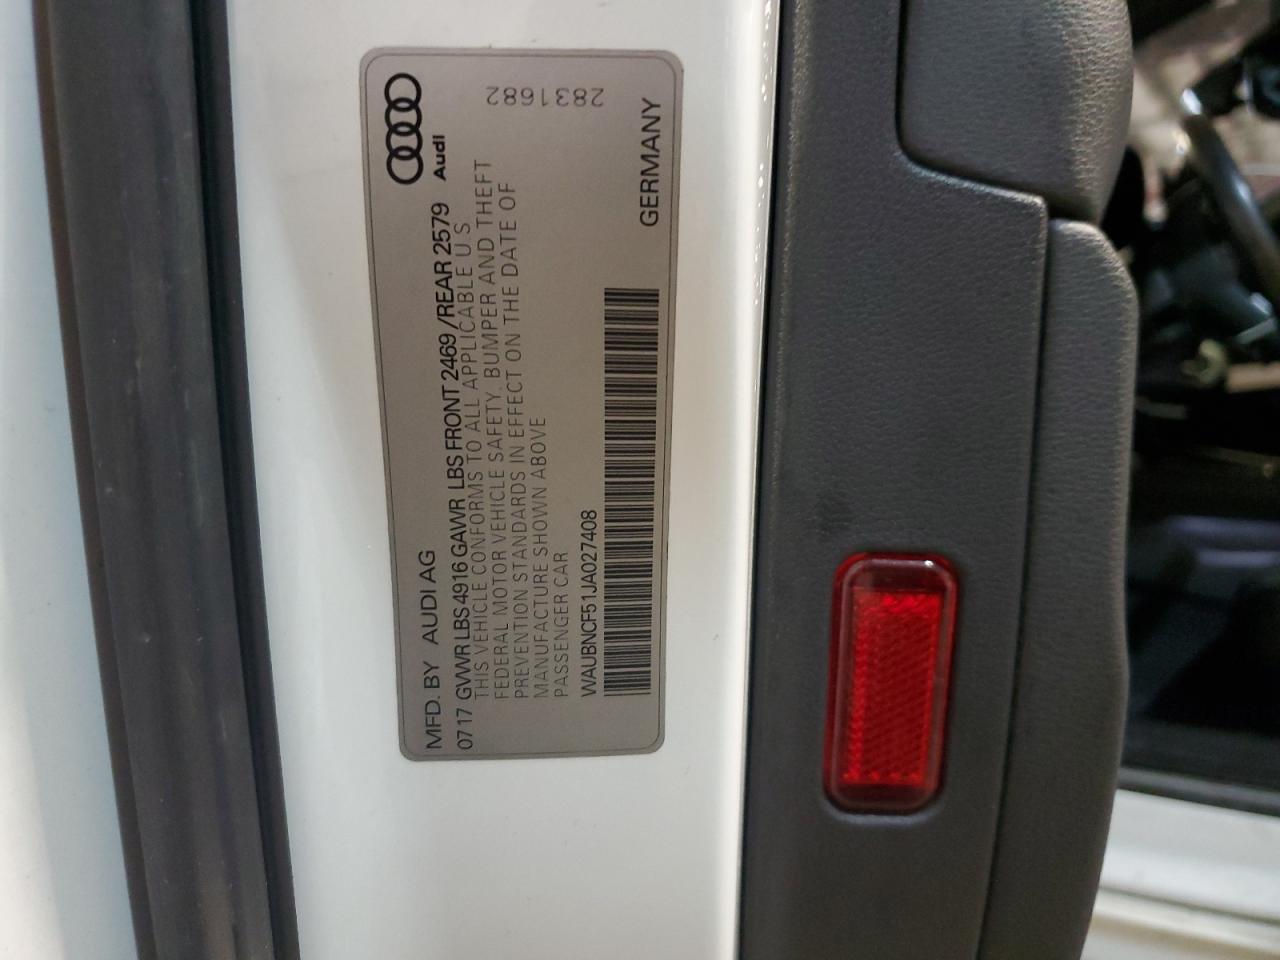 MFD. BY AUDI AG
Audi
0717 GVWR LBS 4916 GAWR LBS FRONT 2469/REAR 2579
THIS VEHICLE CONFORMS TO ALL APPLICABLE U S
FEDERAL MOTOR VEHICLE SAFETY, BUMPER AND THEFT
PREVENTION STANDARDS IN EFFECT ON THE DATE OF
MANUFACTURE SHOWN ABOVE
PASSENGER CAR
2831682
WAUBNCF51JA027408
GERMANY